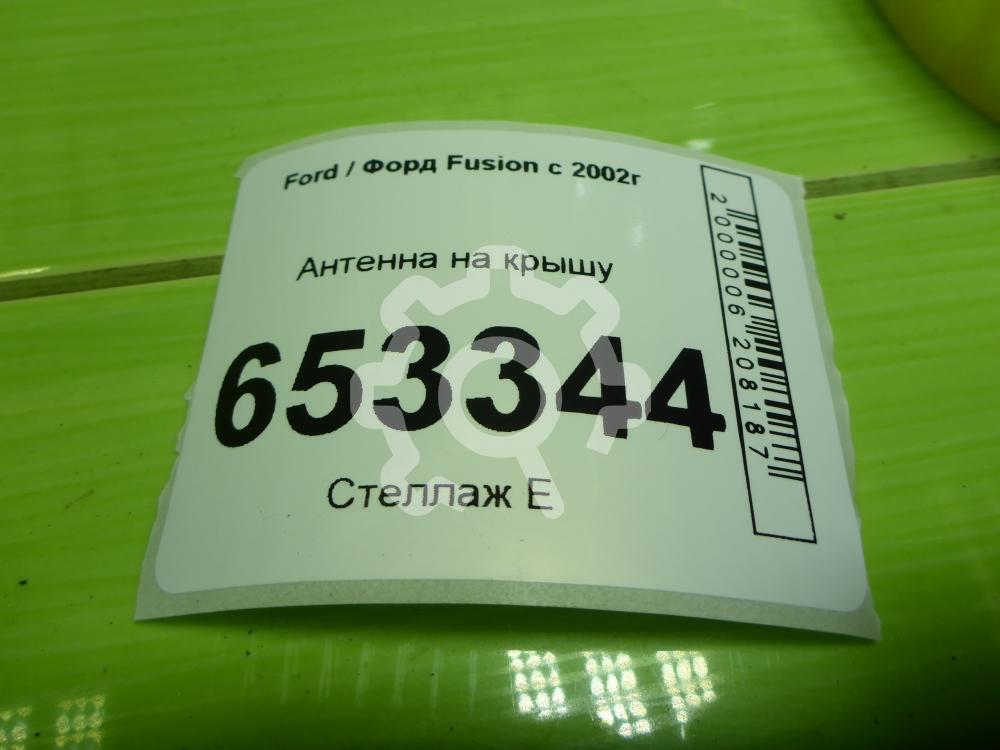 Ford / Форд Fusion с 2002г
Антенна на крышу
653344
Стеллаж Е
2000006208187